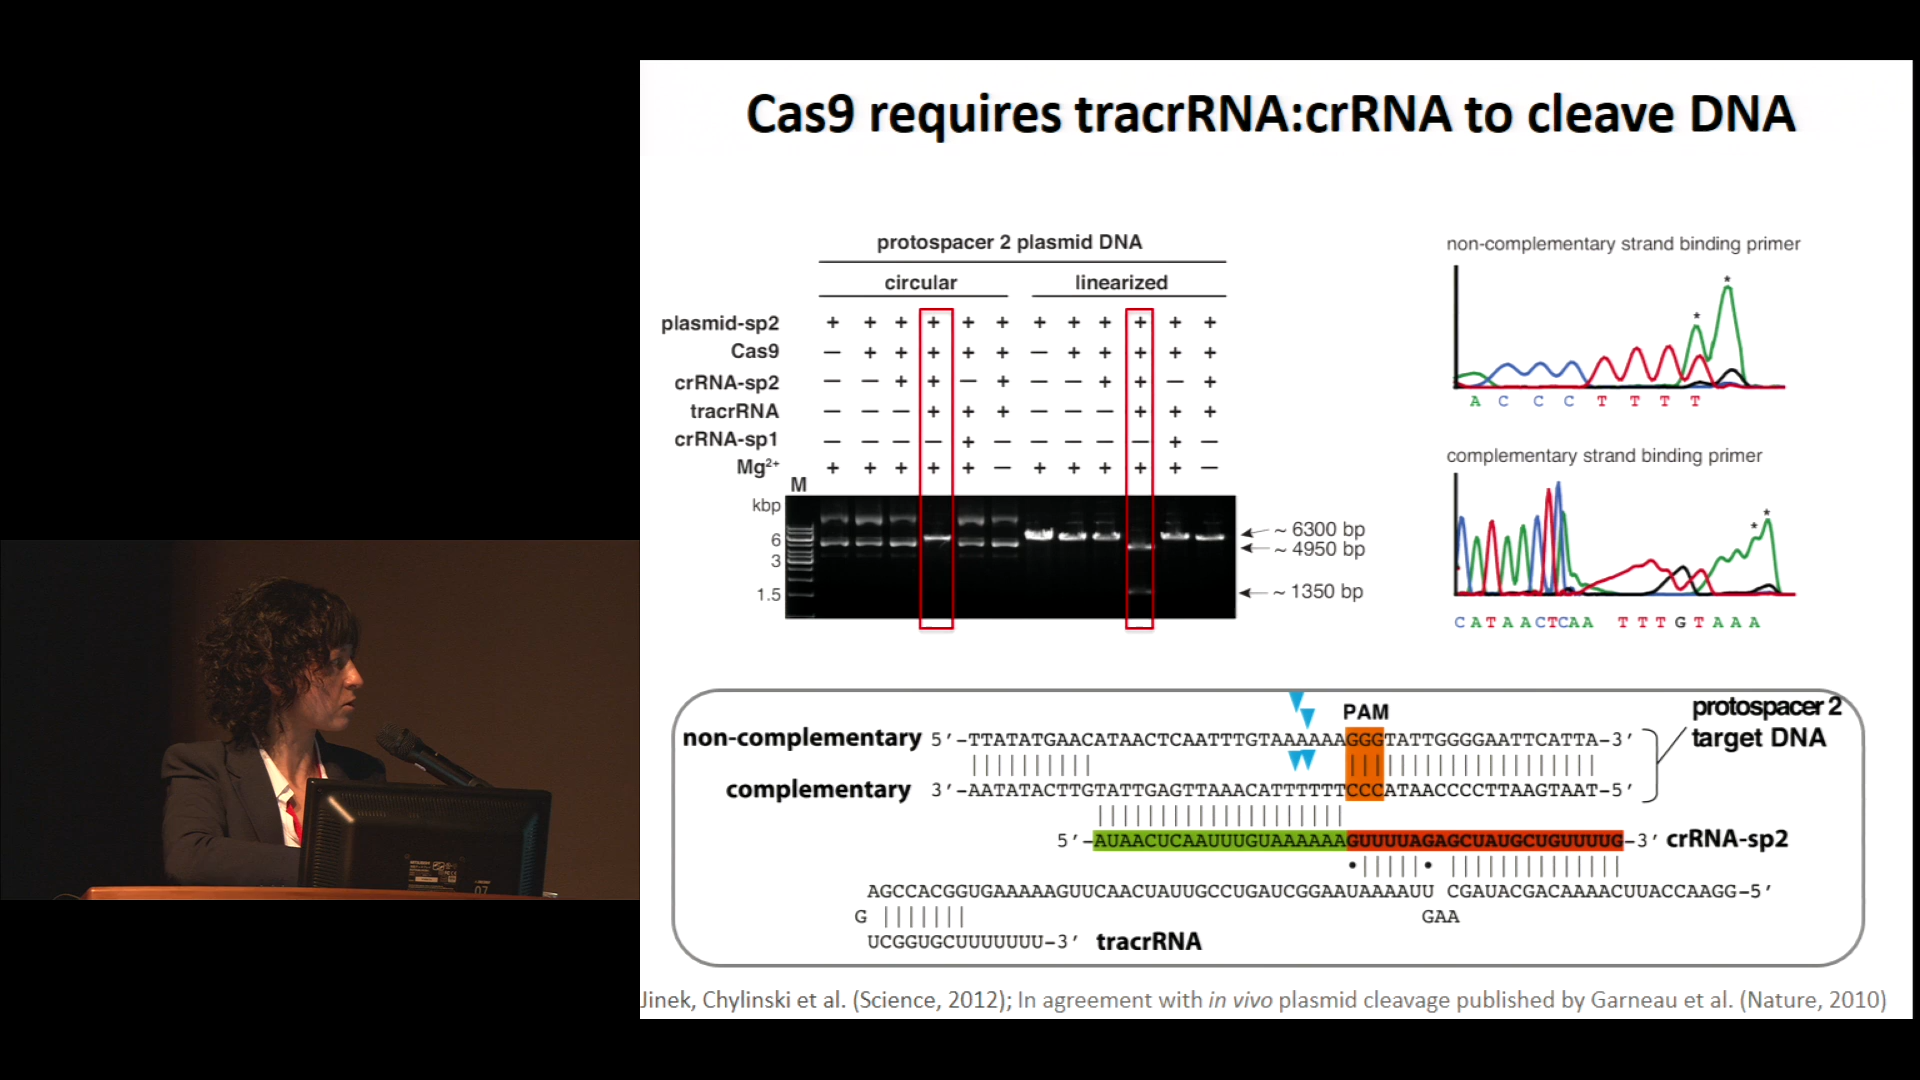 Cas9 requires tracrRNA:crRNA to cleave DNA
protospacer 2 plasmid DNA
circular linearized
plasmid-sp2 + + + + + + + + + + + +
Cas9 — + + + + + — + + + + +
crRNA-sp2 — — + + — + — — + + — +
tracrRNA — — — + + + — — — + + +
crRNA-sp1 — — — — + — — — — — + —
Mg2+ + + + + + — + + + + + —
M
kbp
6
3
1.5
~ 6300 bp
~ 4950 bp
~ 1350 bp
non-complementary strand binding primer
* *
A C C C T T T T
complementary strand binding primer
* *
C A T A A C T C A A T T T G T A A A
PAM
protospacer 2
target DNA
non-complementary 5′-TTATATGAACATAACTCAATTTGTAAAAAAGGGTATTGGGGAATTCATTA-3′
complementary 3′-AATATACTTGTATTGAGTTAAACATTTTTTCCCATAACCCCTTAAGTAAT-5′
5′-AUAACUCAAUUUGUAAAAAAGUUUUAGAGCUAUGCUGUUUUG-3′ crRNA-sp2
AGCCACGGUGAAAAAGUUCAACUAUUGCCUGAUCGGAAUAAAAUU CGAUACGACAAAACUUACCAAGG-5′
G GAA
UCGGUGCUUUUUUU-3′ tracrRNA
Jinek, Chylinski et al. (Science, 2012); In agreement with in vivo plasmid cleavage published by Garneau et al. (Nature, 2010)
07